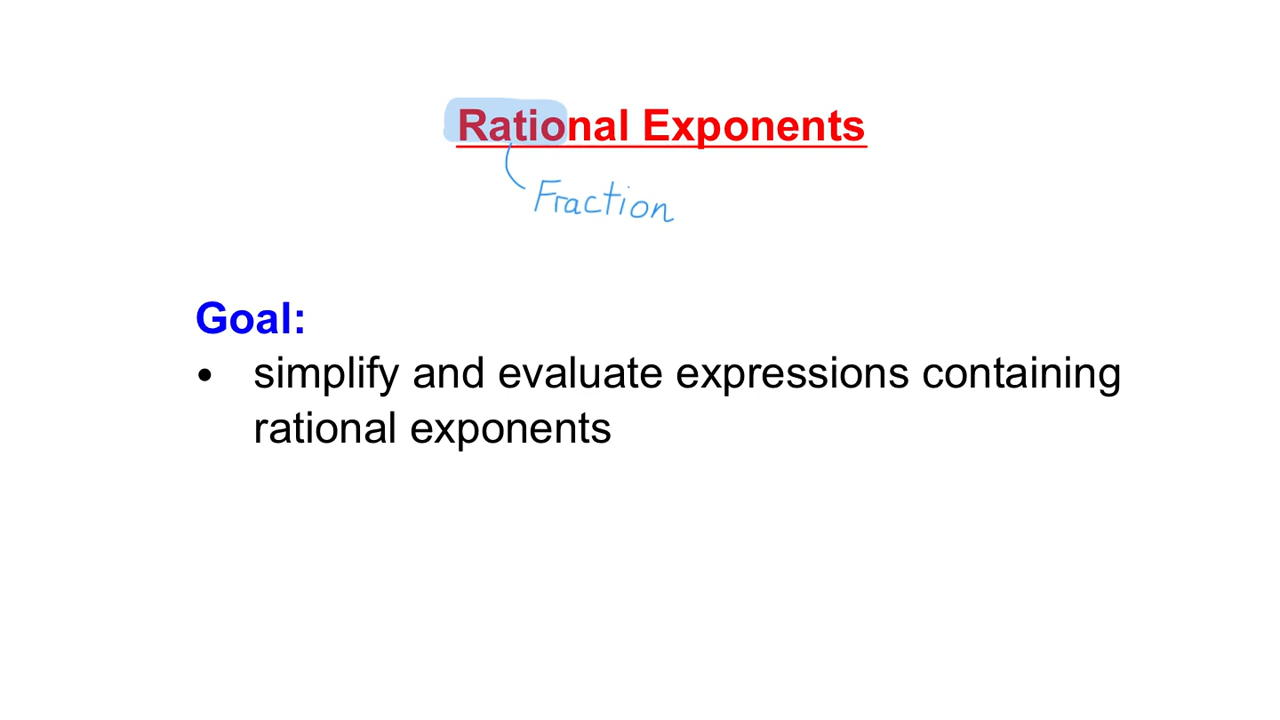 Rational Exponents
Fraction
Goal:
• simplify and evaluate expressions containing
rational exponents